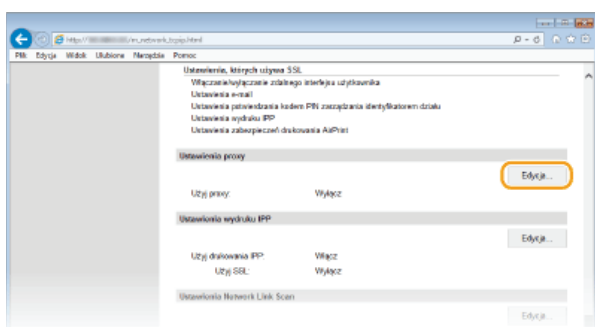 http://      /m_network_tcpip.html
Plik Edycja Widok Ulubione Narzędzia Pomoc
Ustawienia, których używa SSL
Włączanie/wyłączanie zdalnego interfejsu użytkownika
Ustawienia e-mail
Ustawienia potwierdzania kodem PIN zarządzania identyfikatorem działu
Ustawienia wydruku IPP
Ustawienia zabezpieczeń drukowania AirPrint
Ustawienia proxy
Edycja...
Użyj proxy: Wyłącz
Ustawienia wydruku IPP
Edycja...
Użyj drukowania IPP: Włącz
Użyj SSL: Wyłącz
Ustawienia Network Link Scan
Edycja...